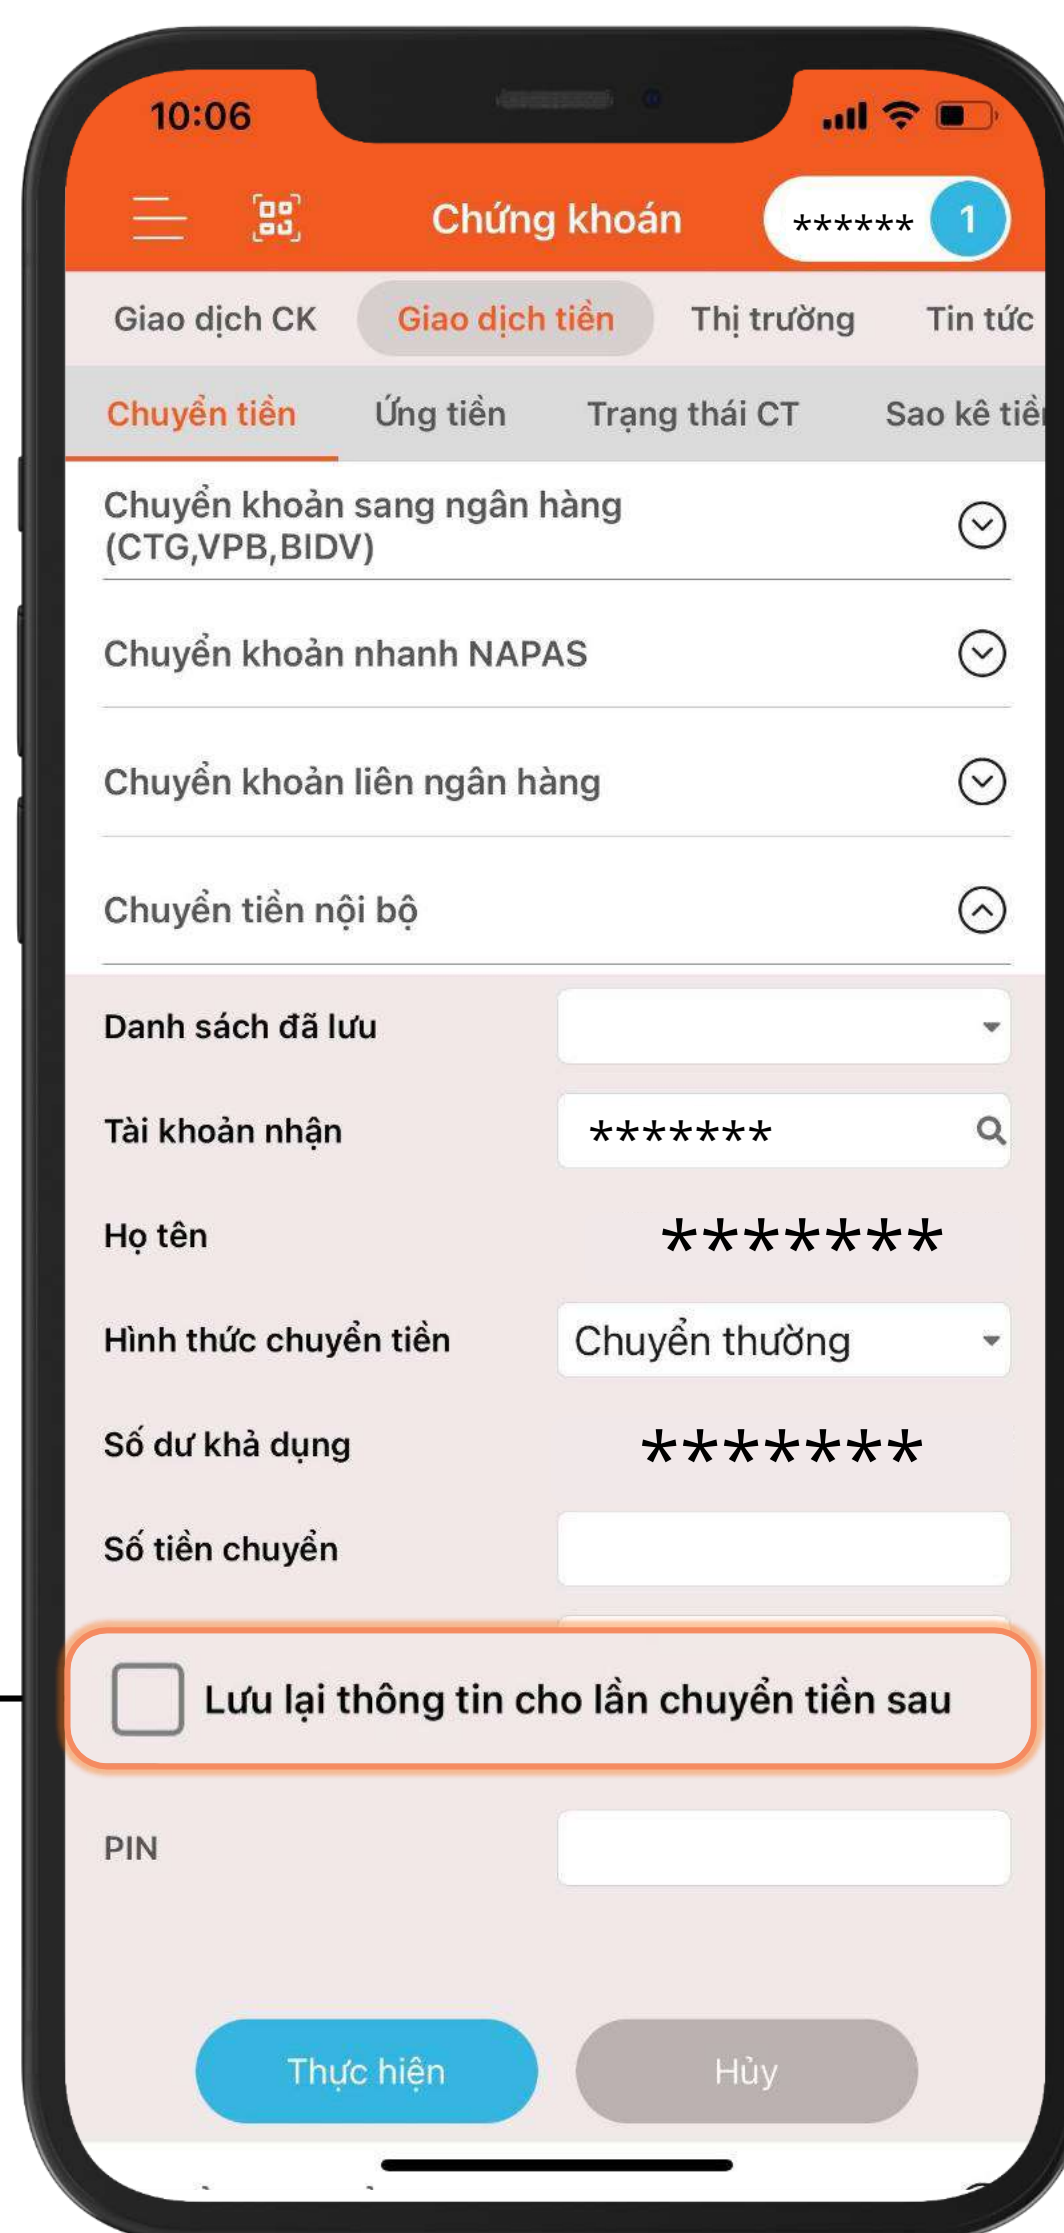 10:06
Chứng khoán
****** 1
Giao dịch CK Giao dịch tiền Thị trường Tin tức
Chuyển tiền Ứng tiền Trạng thái CT Sao kê tiề
Chuyển khoản sang ngân hàng
(CTG,VPB,BIDV)
Chuyển khoản nhanh NAPAS
Chuyển khoản liên ngân hàng
Chuyển tiền nội bộ
Danh sách đã lưu
Tài khoản nhận *******
Họ tên *******
Hình thức chuyển tiền Chuyển thường
Số dư khả dụng *******
Số tiền chuyển
Lưu lại thông tin cho lần chuyển tiền sau
PIN
Thực hiện Hủy